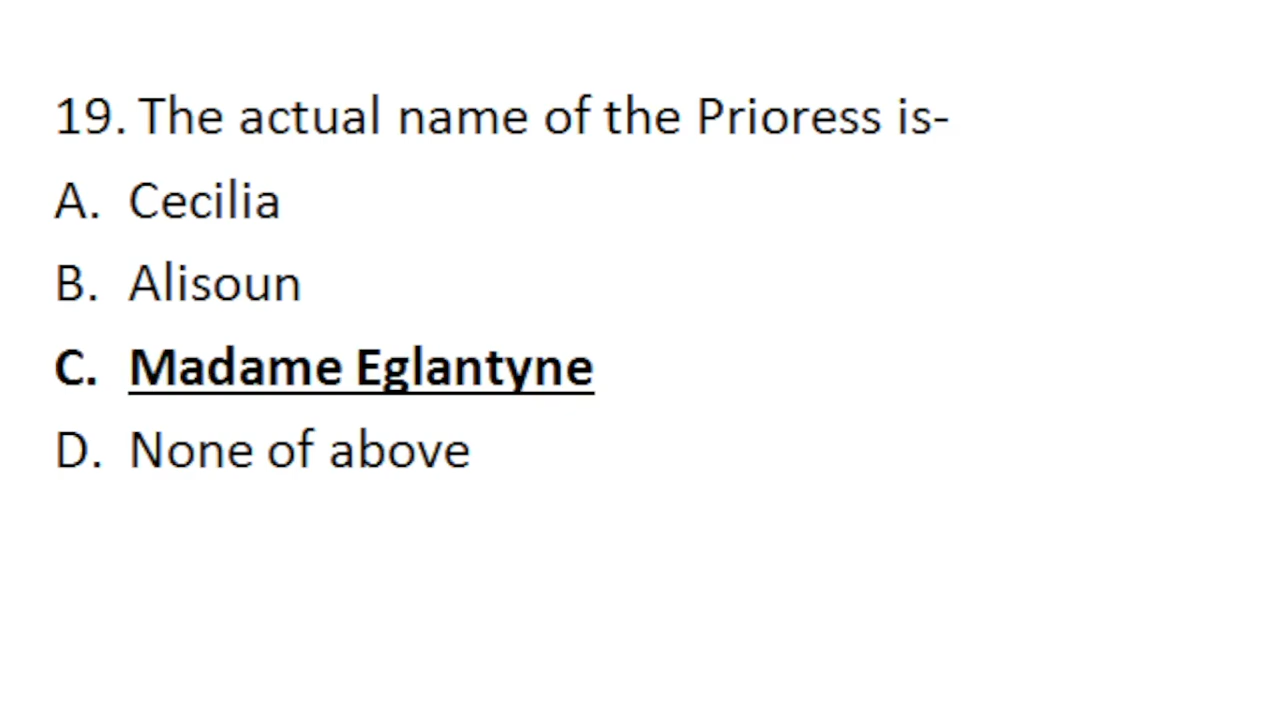 19. The actual name of the Prioress is-
A. Cecilia
B. Alisoun
C. Madame Eglantyne
D. None of above